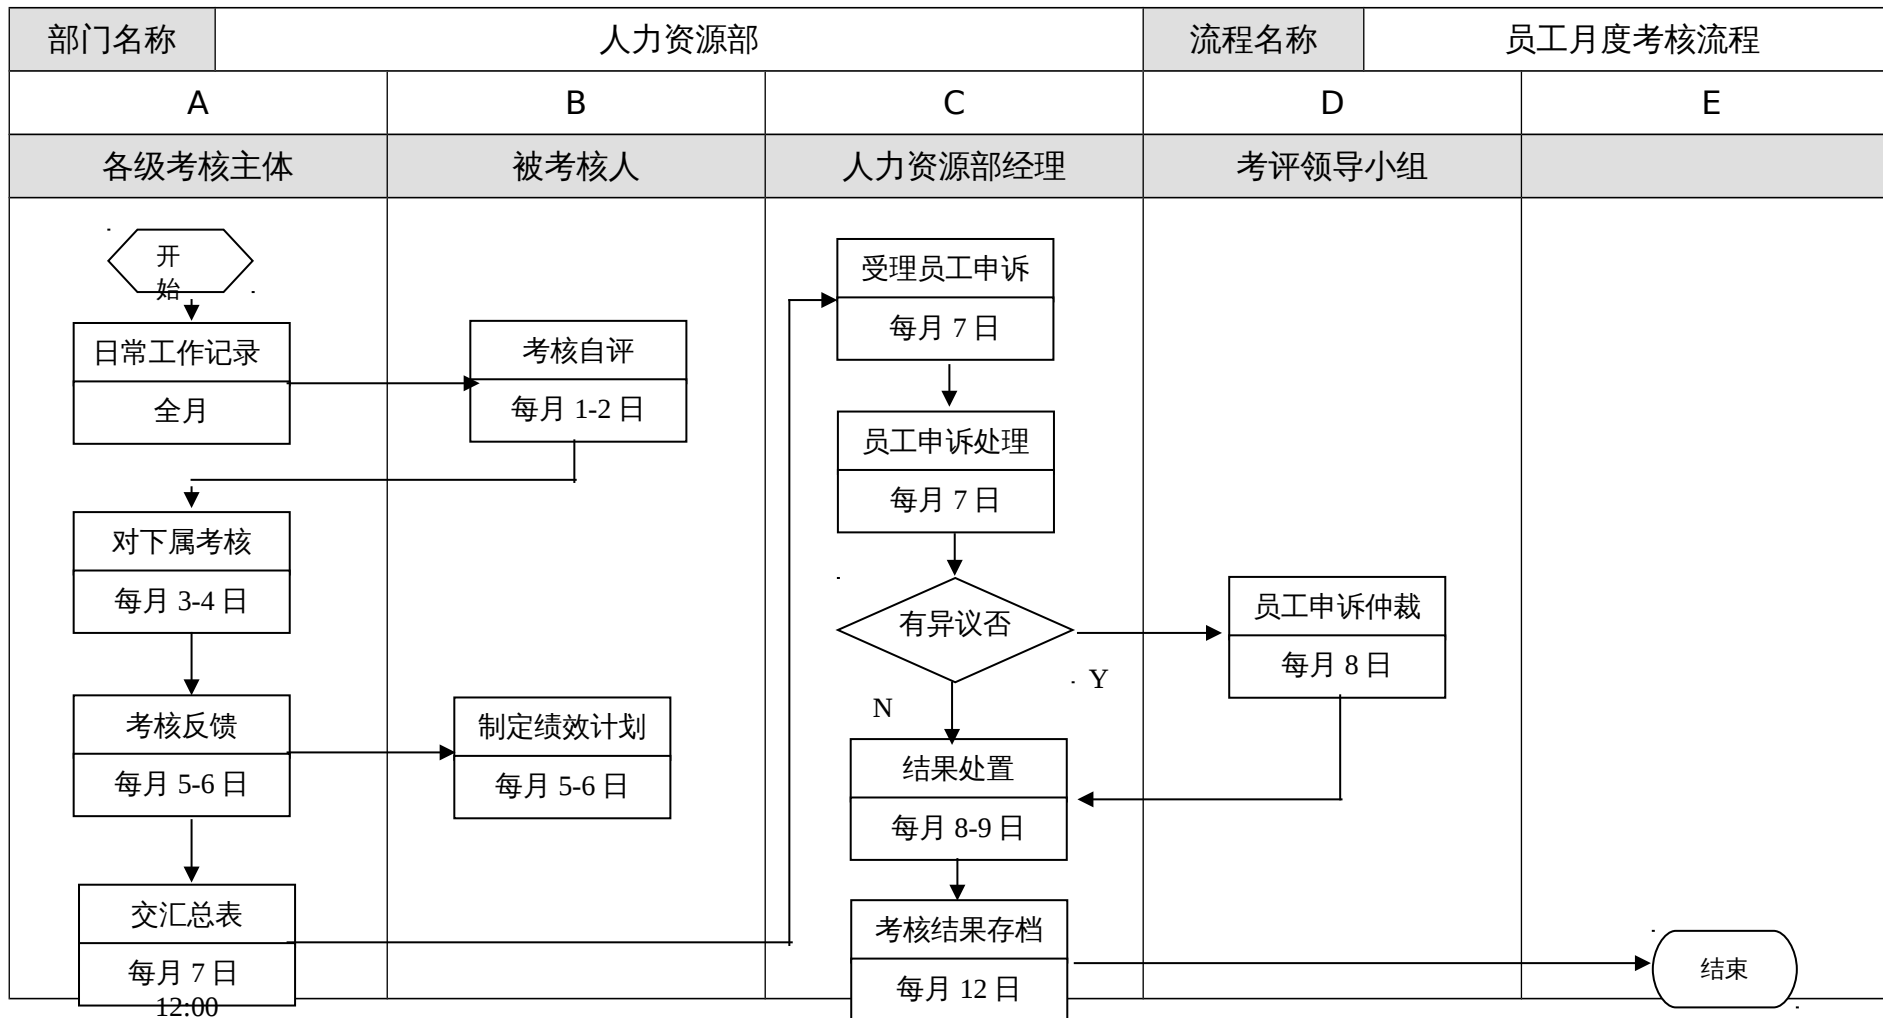 部门名称
人力资源部
流程名称
员工月度考核流程
A
B
C
D
E
各级考核主体
被考核人
人力资源部经理
考评领导小组
开
始
日常工作记录
全月
考核自评
每月 1-2 日
对下属考核
每月 3-4 日
考核反馈
每月 5-6 日
制定绩效计划
每月 5-6 日
交汇总表
每月 7 日
12:00
受理员工申诉
每月 7 日
员工申诉处理
每月 7 日
有异议否
Y
N
员工申诉仲裁
每月 8 日
结果处置
每月 8-9 日
考核结果存档
每月 12 日
结束